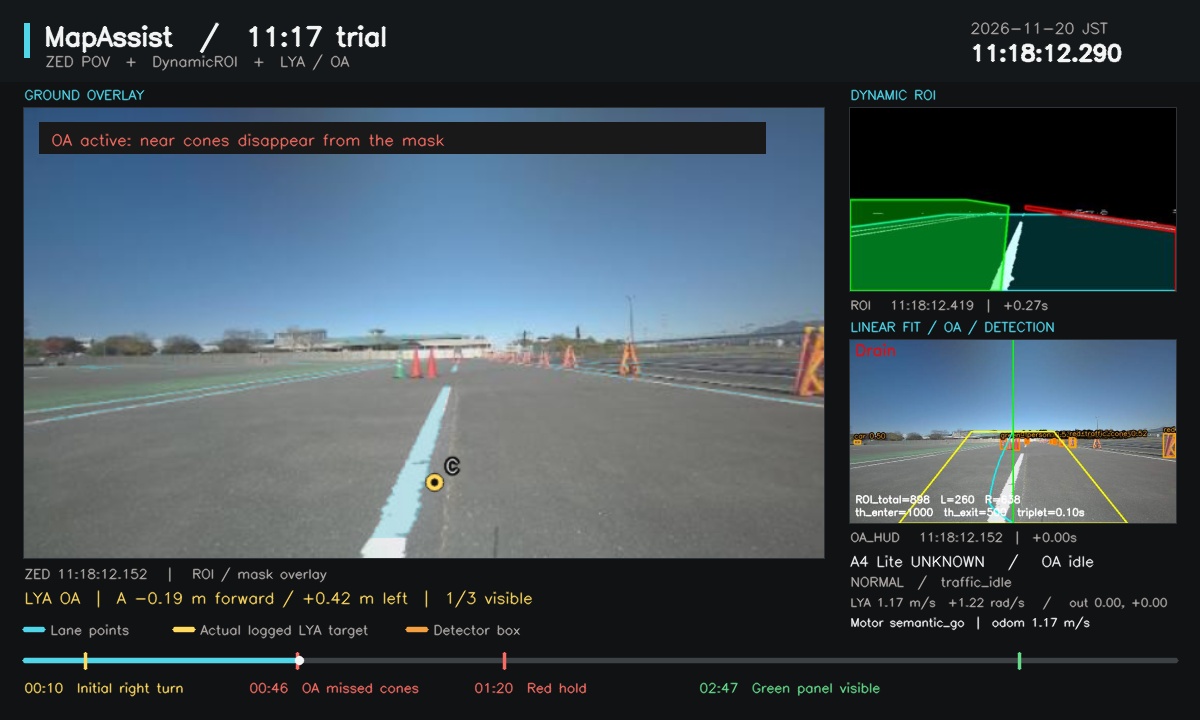 MapAssist / 11:17 trial
ZED POV + DynamicROI + LYA / OA
2026-11-20 JST
11:18:12.290
GROUND OVERLAY
OA active: near cones disappear from the mask
C
ZED 11:18:12.152 | ROI / mask overlay
LYA OA | A -0.19 m forward / +0.42 m left | 1/3 visible
Lane points
Actual logged LYA target
Detector box
DYNAMIC ROI
ROI 11:18:12.419 | +0.27s
LINEAR FIT / OA / DETECTION
Drain
car 0.50
ROI_total=898 L=260 R=638
th_enter=1000 th_exit=500 triplet=0.10s
OA_HUD 11:18:12.152 | +0.00s
A4 Lite UNKNOWN / OA idle
NORMAL / traffic_idle
LYA 1.17 m/s +1.22 rad/s / out 0.00, +0.00
Motor semantic_go | odom 1.17 m/s
00:10 Initial right turn
00:46 OA missed cones
01:20 Red hold
02:47 Green panel visible